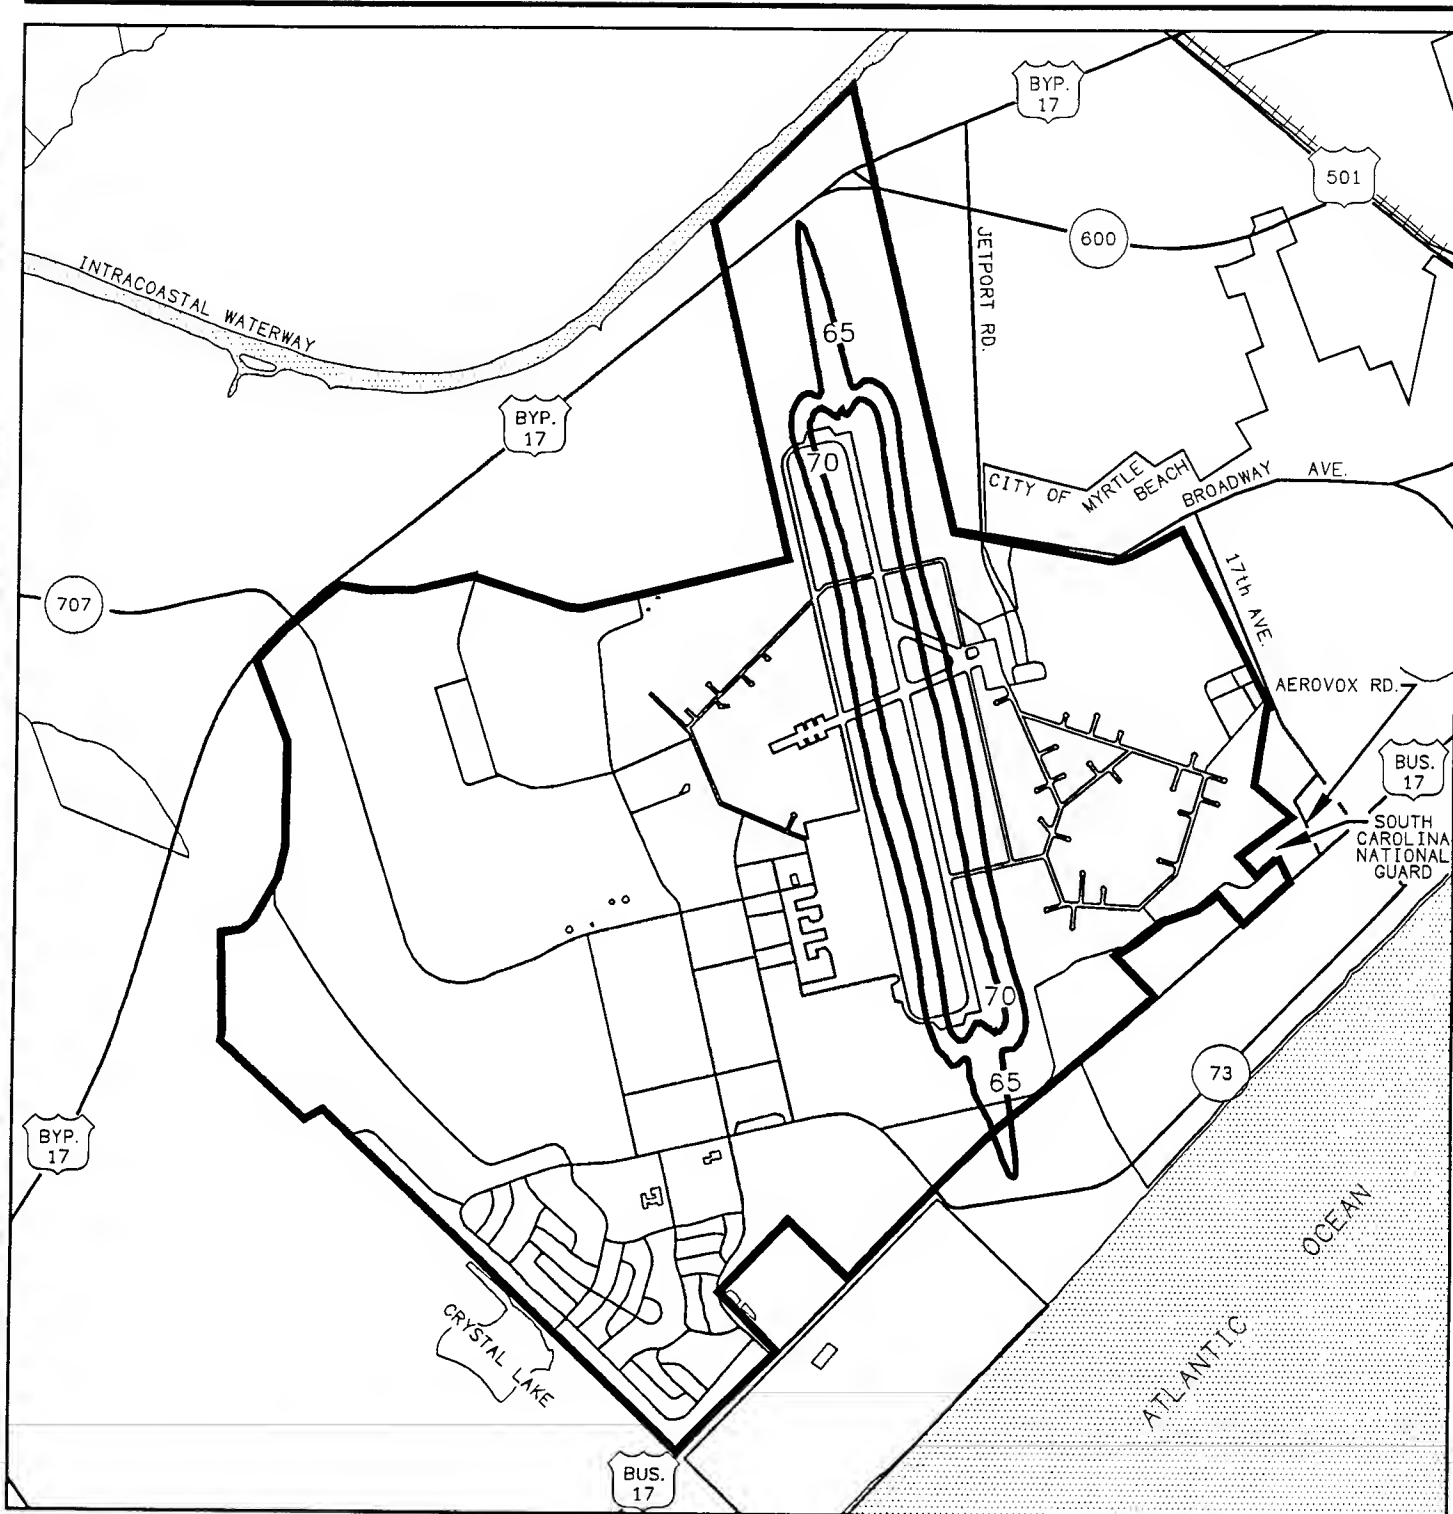 BYP.
17
501
600
JETPORT RD.
INTRACOASTAL WATERWAY
65
BYP.
17
70
CITY OF MYRTLE BEACH
BROADWAY AVE.
17th AVE.
707
AEROVOX RD.
BUS.
17
SOUTH
CAROLINA
NATIONAL
GUARD
70
65
73
BYP.
17
CRYSTAL LAKE
ATLANTIC OCEAN
BUS.
17